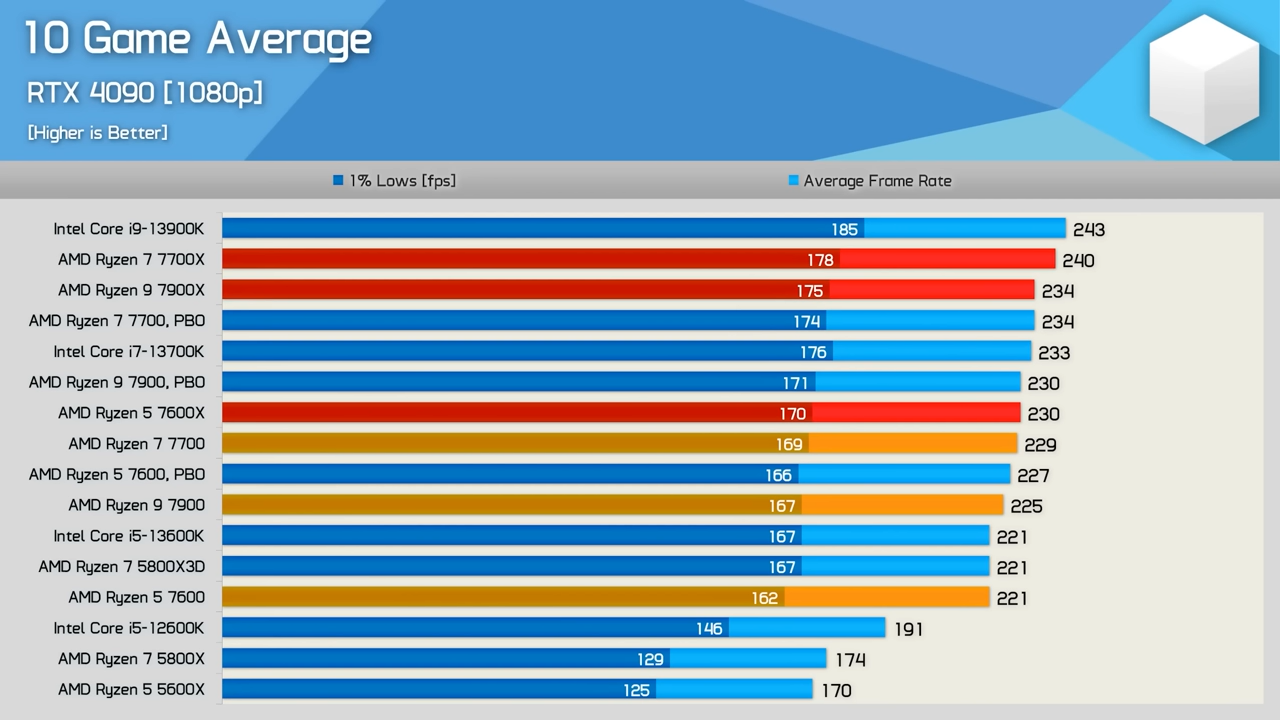 10 Game Average
RTX 4090 [1080p]
[Higher is Better]
1% Lows [fps] Average Frame Rate
Intel Core i9-13900K 185 243
AMD Ryzen 7 7700X 178 240
AMD Ryzen 9 7900X 175 234
AMD Ryzen 7 7700, PBO 174 234
Intel Core i7-13700K 176 233
AMD Ryzen 9 7900, PBO 171 230
AMD Ryzen 5 7600X 170 230
AMD Ryzen 7 7700 169 229
AMD Ryzen 5 7600, PBO 166 227
AMD Ryzen 9 7900 167 225
Intel Core i5-13600K 167 221
AMD Ryzen 7 5800X3D 167 221
AMD Ryzen 5 7600 162 221
Intel Core i5-12600K 146 191
AMD Ryzen 7 5800X 129 174
AMD Ryzen 5 5600X 125 170